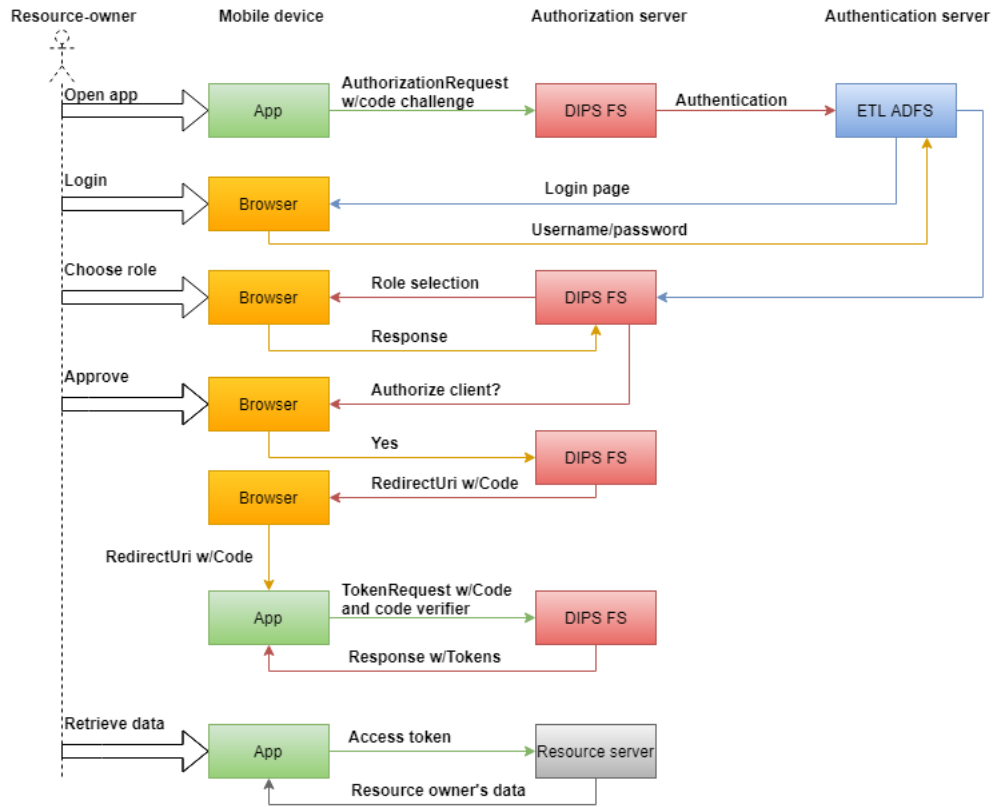 Resource-owner
Mobile device
Authorization server
Authentication server
Open app
App
AuthorizationRequest
w/code challenge
DIPS FS
Authentication
ETL ADFS
Login
Browser
Login page
Username/password
Choose role
Browser
Role selection
DIPS FS
Response
Approve
Browser
Authorize client?
Yes
DIPS FS
Browser
RedirectUri w/Code
RedirectUri w/Code
App
TokenRequest w/Code
and code verifier
DIPS FS
Response w/Tokens
Retrieve data
App
Access token
Resource server
Resource owner's data